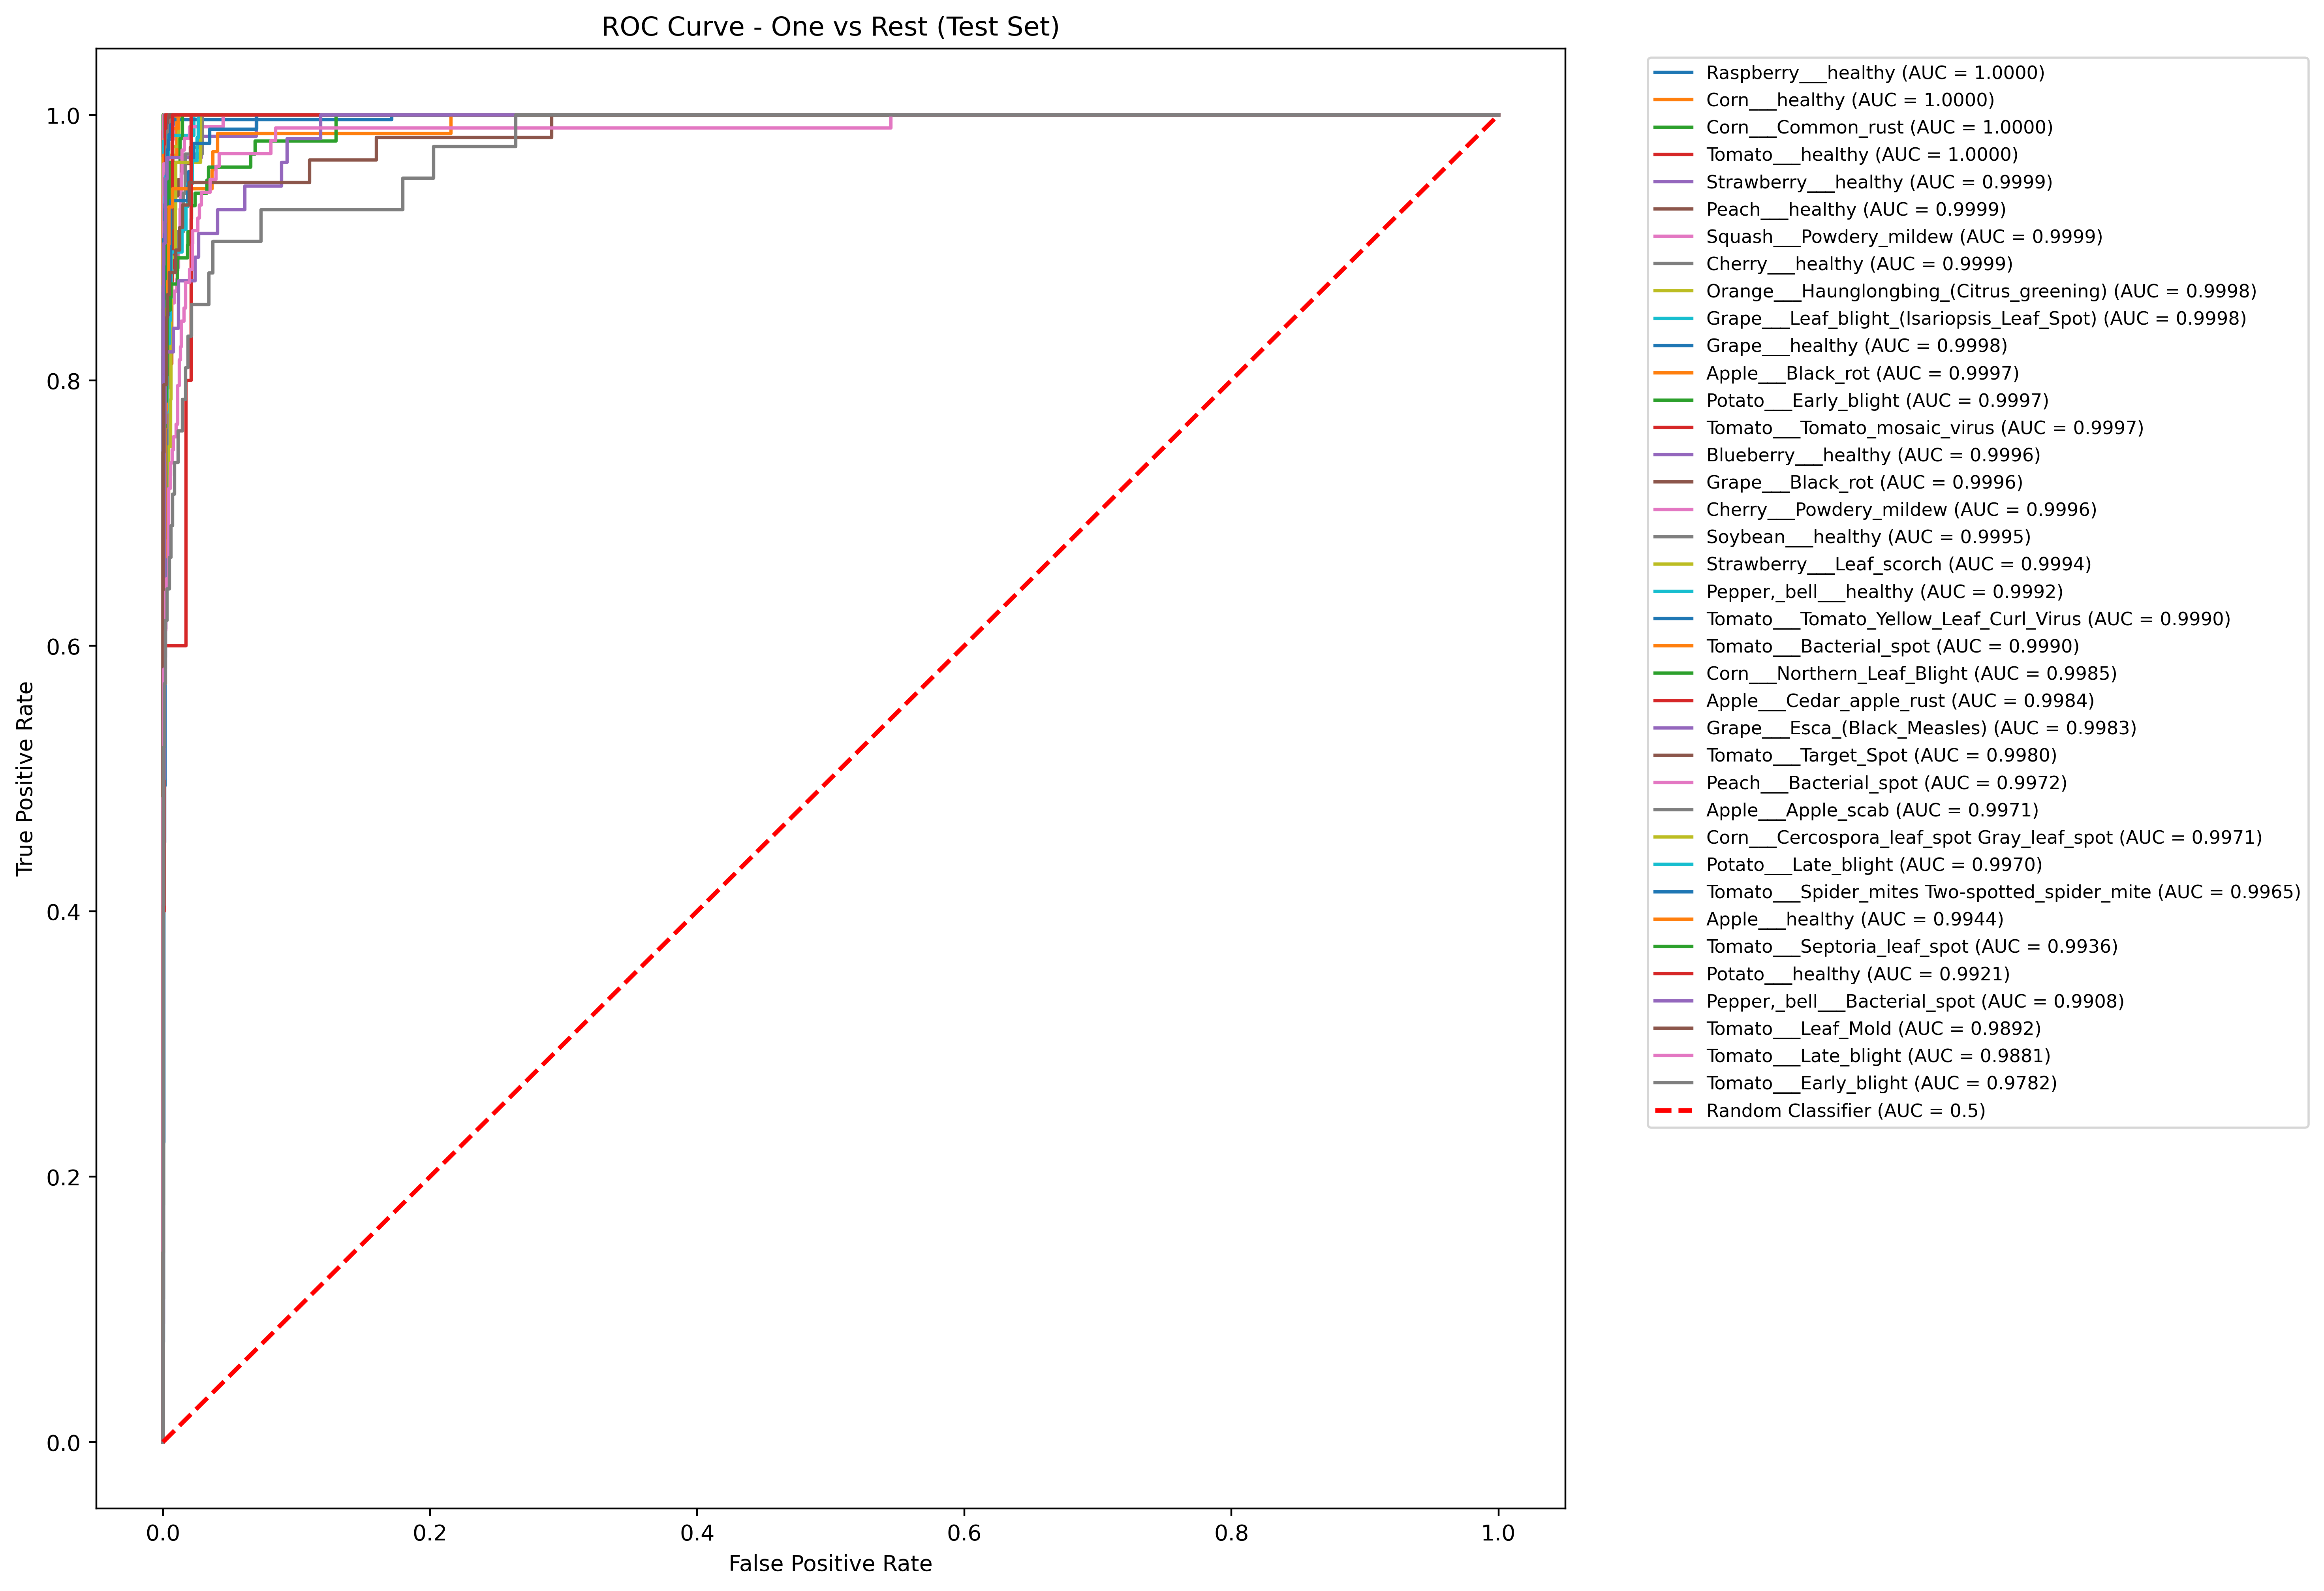 ROC Curve - One vs Rest (Test Set)
True Positive Rate
1.0
0.8
0.6
0.4
0.2
0.0
0.0 0.2 0.4 0.6 0.8 1.0
False Positive Rate
Raspberry___healthy (AUC = 1.0000)
Corn___healthy (AUC = 1.0000)
Corn___Common_rust (AUC = 1.0000)
Tomato___healthy (AUC = 1.0000)
Strawberry___healthy (AUC = 0.9999)
Peach___healthy (AUC = 0.9999)
Squash___Powdery_mildew (AUC = 0.9999)
Cherry___healthy (AUC = 0.9999)
Orange___Haunglongbing_(Citrus_greening) (AUC = 0.9998)
Grape___Leaf_blight_(Isariopsis_Leaf_Spot) (AUC = 0.9998)
Grape___healthy (AUC = 0.9998)
Apple___Black_rot (AUC = 0.9997)
Potato___Early_blight (AUC = 0.9997)
Tomato___Tomato_mosaic_virus (AUC = 0.9997)
Blueberry___healthy (AUC = 0.9996)
Grape___Black_rot (AUC = 0.9996)
Cherry___Powdery_mildew (AUC = 0.9996)
Soybean___healthy (AUC = 0.9995)
Strawberry___Leaf_scorch (AUC = 0.9994)
Pepper,_bell___healthy (AUC = 0.9992)
Tomato___Tomato_Yellow_Leaf_Curl_Virus (AUC = 0.9990)
Tomato___Bacterial_spot (AUC = 0.9990)
Corn___Northern_Leaf_Blight (AUC = 0.9985)
Apple___Cedar_apple_rust (AUC = 0.9984)
Grape___Esca_(Black_Measles) (AUC = 0.9983)
Tomato___Target_Spot (AUC = 0.9980)
Peach___Bacterial_spot (AUC = 0.9972)
Apple___Apple_scab (AUC = 0.9971)
Corn___Cercospora_leaf_spot Gray_leaf_spot (AUC = 0.9971)
Potato___Late_blight (AUC = 0.9970)
Tomato___Spider_mites Two-spotted_spider_mite (AUC = 0.9965)
Apple___healthy (AUC = 0.9944)
Tomato___Septoria_leaf_spot (AUC = 0.9936)
Potato___healthy (AUC = 0.9921)
Pepper,_bell___Bacterial_spot (AUC = 0.9908)
Tomato___Leaf_Mold (AUC = 0.9892)
Tomato___Late_blight (AUC = 0.9881)
Tomato___Early_blight (AUC = 0.9782)
Random Classifier (AUC = 0.5)